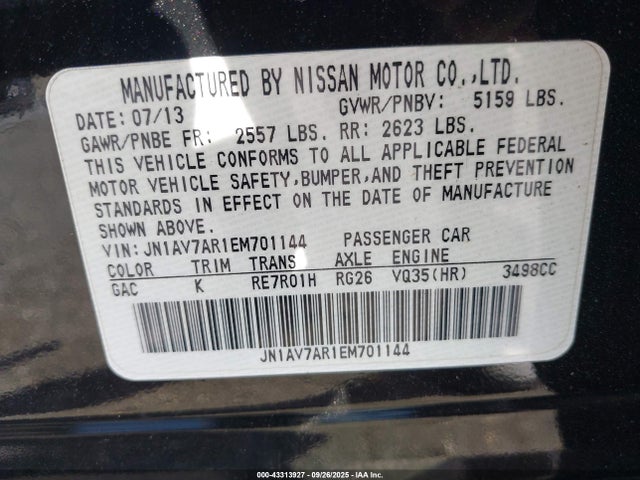 MANUFACTURED BY NISSAN MOTOR CO.,LTD.
DATE: 07/13 GVWR/PNBV: 5159 LBS.
GAWR/PNBE FR: 2557 LBS. RR: 2623 LBS.
THIS VEHICLE CONFORMS TO ALL APPLICABLE FEDERAL
MOTOR VEHICLE SAFETY,BUMPER,AND THEFT PREVENTION
STANDARDS IN EFFECT ON THE DATE OF MANUFACTURE
SHOWN ABOVE.
VIN:JN1AV7AR1EM701144 PASSENGER CAR
COLOR TRIM TRANS AXLE ENGINE
GAC K RE7R01H RG26 VQ35(HR) 3498CC
JN1AV7AR1EM701144
000-43313927 - 09/26/2025 - IAA Inc.